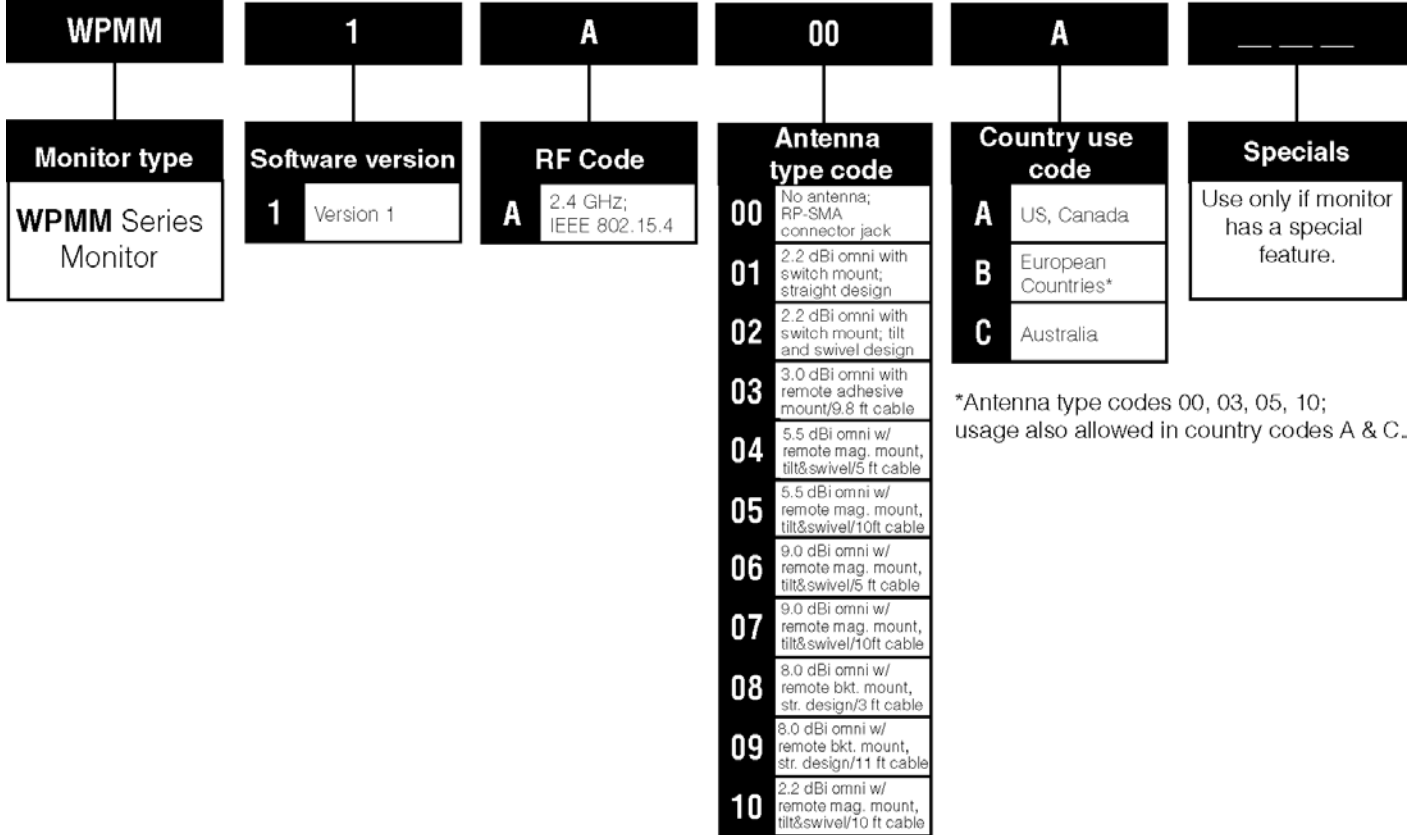 WPMM 1 A 00 A __ __ __
Monitor type
WPMM Series
Monitor
Software version
1 Version 1
RF Code
A 2.4 GHz;
IEEE 802.15.4
Antenna
type code
00 No antenna;
RP-SMA
connector jack
01 2.2 dBi omni with
switch mount;
straight design
02 2.2 dBi omni with
switch mount; tilt
and swivel design
03 3.0 dBi omni with
remote adhesive
mount/9.8 ft cable
04 5.5 dBi omni w/
remote mag. mount,
tilt&swivel/5 ft cable
05 5.5 dBi omni w/
remote mag. mount,
tilt&swivel/10ft cable
06 9.0 dBi omni w/
remote mag. mount,
tilt&swivel/5 ft cable
07 9.0 dBi omni w/
remote mag. mount,
tilt&swivel/10ft cable
08 8.0 dBi omni w/
remote bkt. mount,
str. design/3 ft cable
09 8.0 dBi omni w/
remote bkt. mount,
str. design/11 ft cable
10 2.2 dBi omni w/
remote mag. mount,
tilt&swivel/10 ft cable
Country use
code
A US, Canada
B European
Countries*
C Australia
*Antenna type codes 00, 03, 05, 10;
usage also allowed in country codes A & C.
Specials
Use only if monitor
has a special
feature.